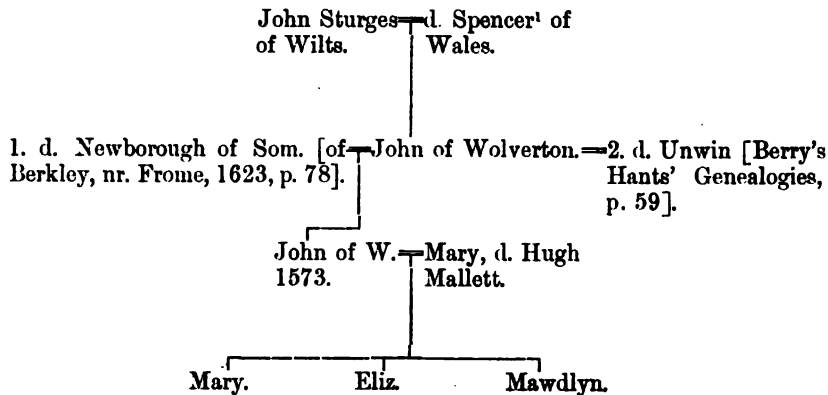 John Sturges═d. Spencer¹ of
of Wilts. Wales.
1. d. Newborough of Som. [of═John of Wolverton.═2. d. Unwin [Berry's
Berkley, nr. Frome, 1623, p. 78]. Hants' Genealogies,
p. 59].
John of W.═Mary, d. Hugh
1573. Mallett.
Mary. Eliz. Mawdlyn.